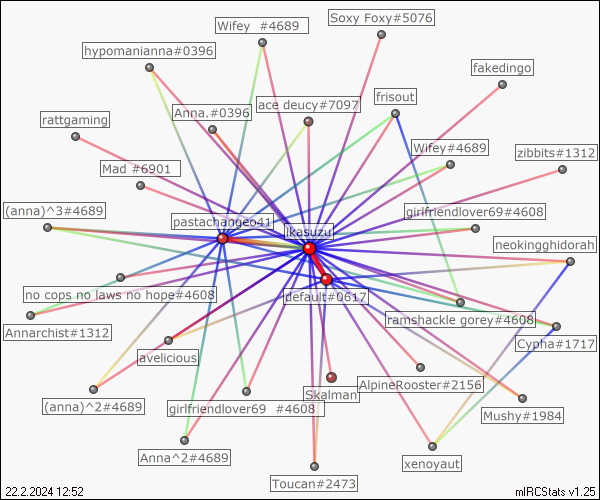 Soxy Foxy#5076
Wifey  #4689
hypomanianna#0396
fakedingo
frisout
ace deucy#7097
Anna.#0396
rattgaming
Wifey#4689
zibbits#1312
Mad #6901
(anna)^3#4689
girlfriendlover69#4608
pastachangeo41
ikasuzu
neokingghidorah
no cops no laws no hope#4608
default#0617
ramshackle gorey#4608
Annarchist#1312
Cypha#1717
avelicious
AlpineRooster#2156
Skalman
(anna)^2#4689
girlfriendlover69  #4608
Mushy#1984
Anna^2#4689
xenoyaut
Toucan#2473
22.2.2024 12:52
mIRCStats v1.25